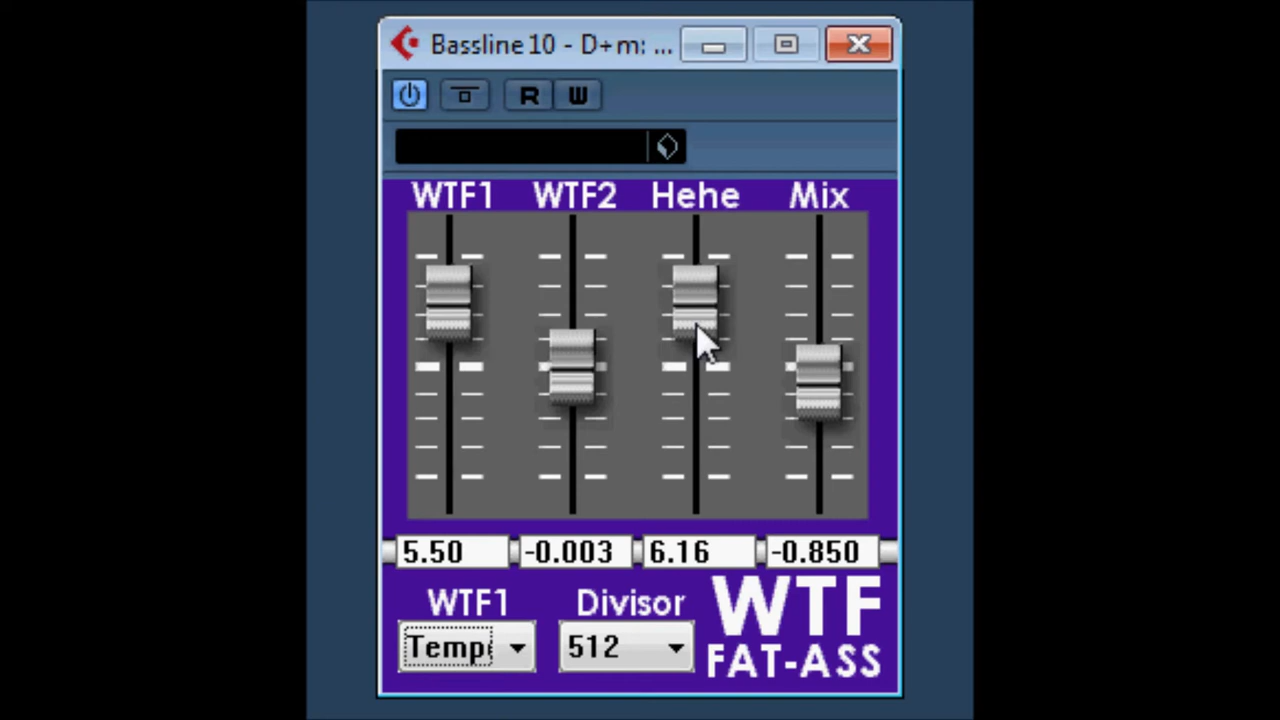 Bassline 10 - D+m: ...
R W
WTF1 WTF2 Hehe Mix
5.50 -0.003 6.16 -0.850
WTF1 Divisor
Temp 512
WTF
FAT-ASS